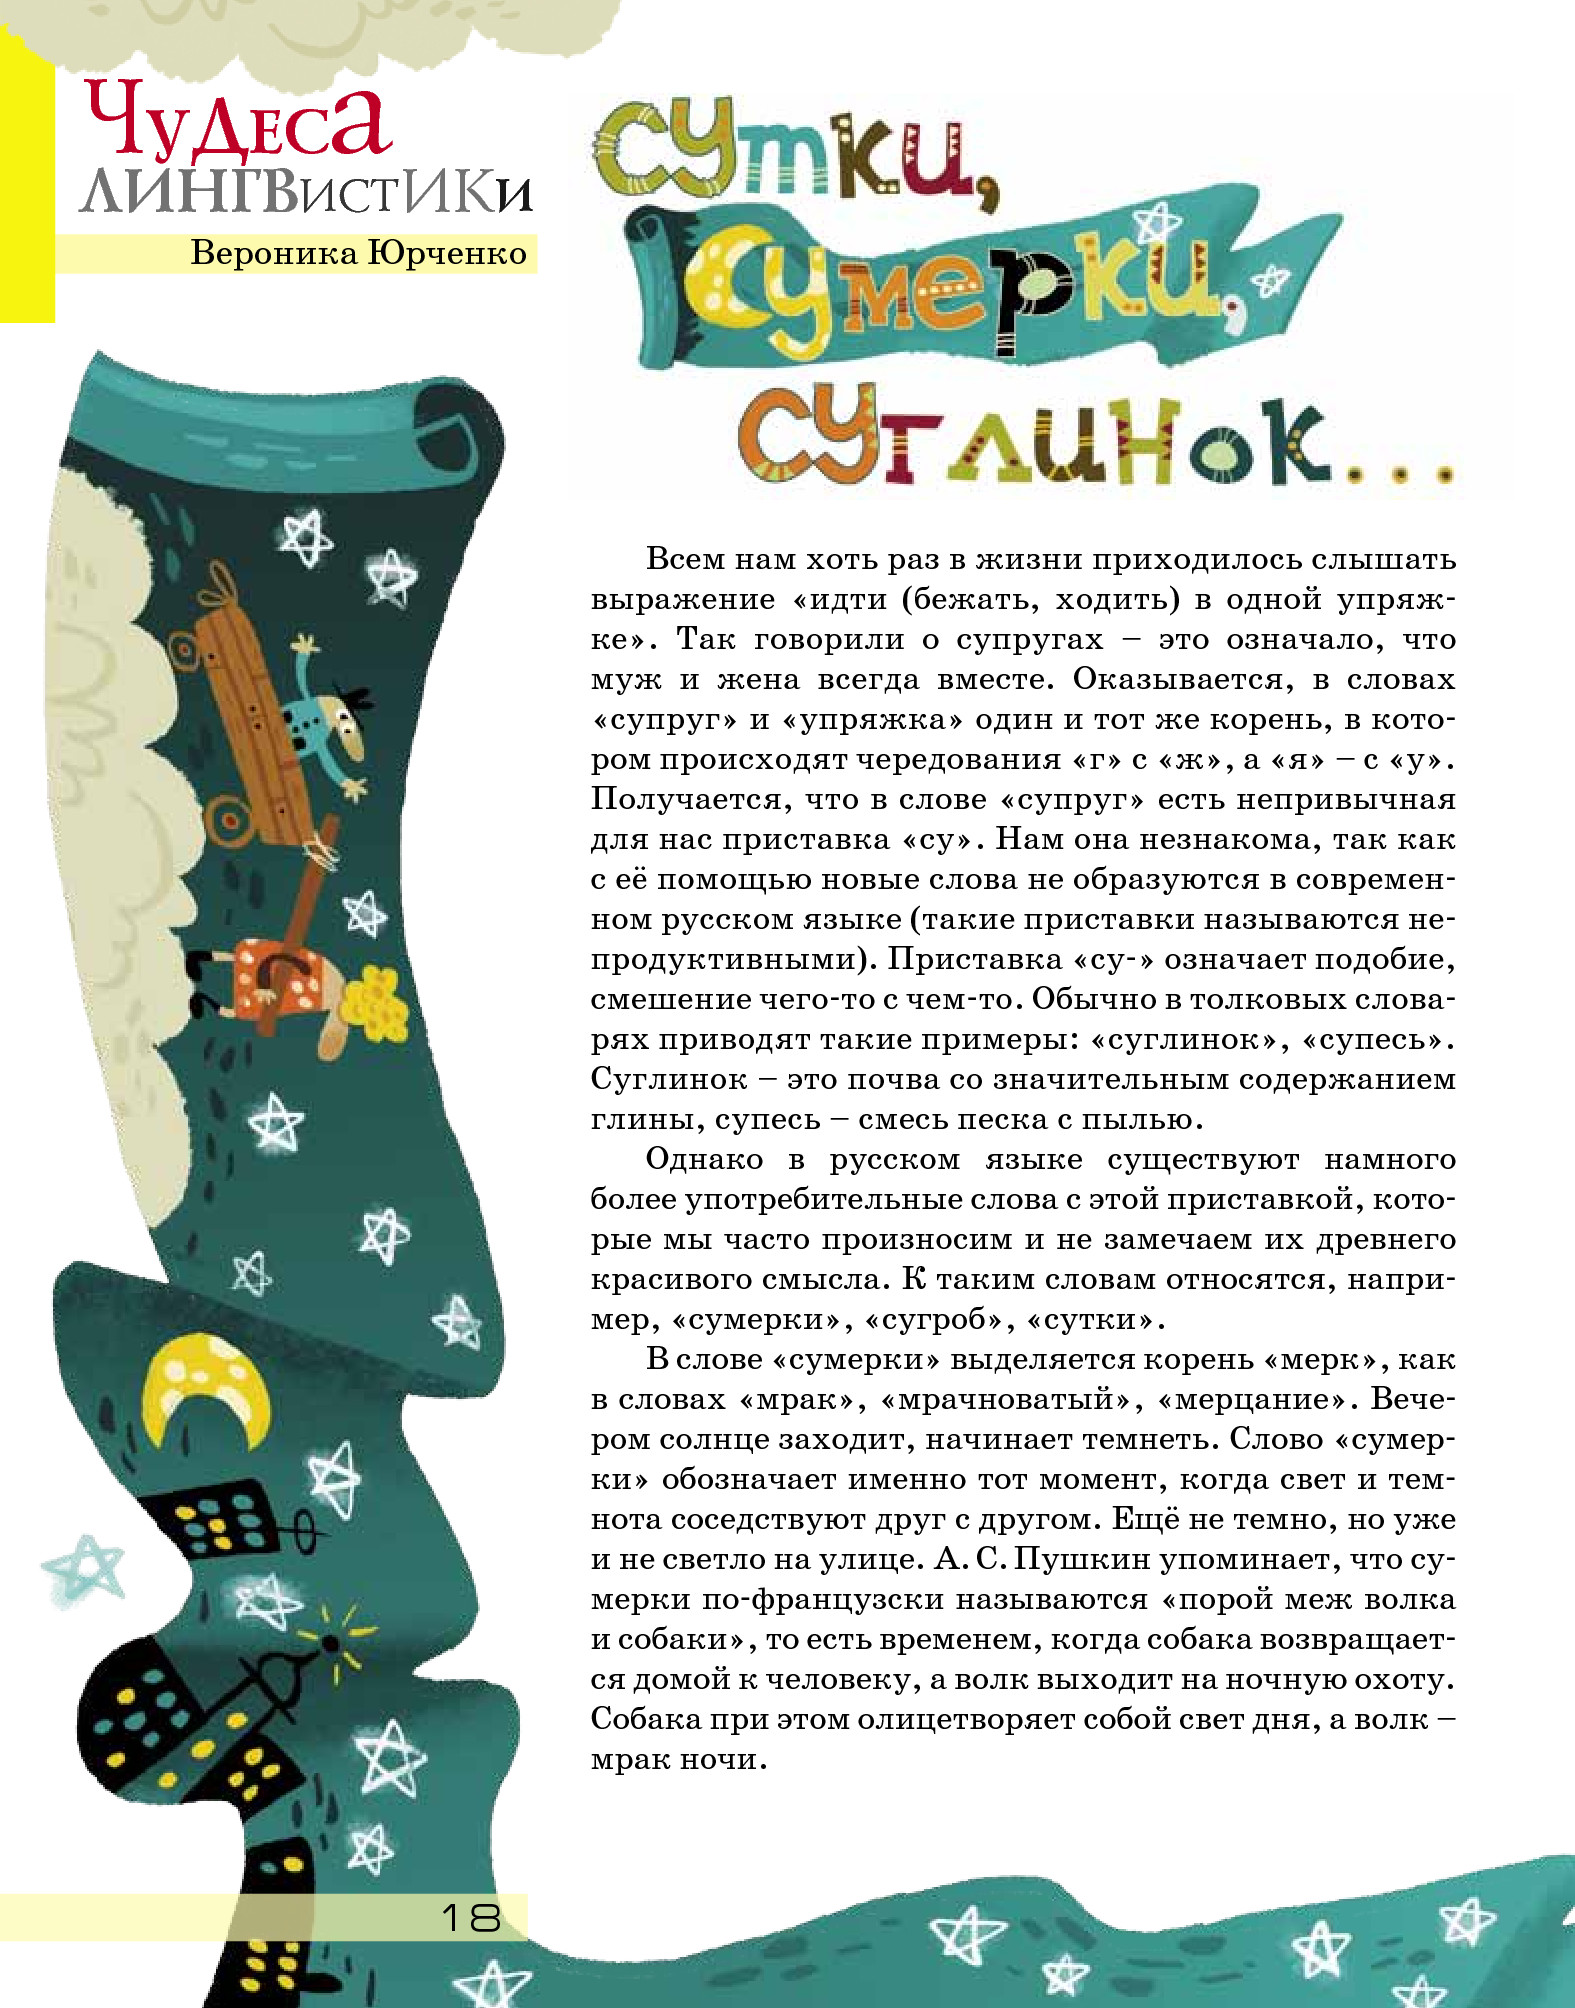 Чудеса
лингвистики
Вероника Юрченко
Сутки,
Сумерки,
суглинок...
Всем нам хоть раз в жизни приходилось слышать
выражение «идти (бежать, ходить) в одной упряж-
ке». Так говорили о супругах – это означало, что
муж и жена всегда вместе. Оказывается, в словах
«супруг» и «упряжка» один и тот же корень, в кото-
ром происходят чередования «г» с «ж», а «я» – с «у».
Получается, что в слове «супруг» есть непривычная
для нас приставка «су». Нам она незнакома, так как
с её помощью новые слова не образуются в современ-
ном русском языке (такие приставки называются не-
продуктивными). Приставка «су-» означает подобие,
смешение чего-то с чем-то. Обычно в толковых слова-
рях приводят такие примеры: «суглинок», «супесь».
Суглинок – это почва со значительным содержанием
глины, супесь – смесь песка с пылью.
Однако в русском языке существуют намного
более употребительные слова с этой приставкой, кото-
рые мы часто произносим и не замечаем их древнего
красивого смысла. К таким словам относятся, напри-
мер, «сумерки», «сугроб», «сутки».
В слове «сумерки» выделяется корень «мерк», как
в словах «мрак», «мрачноватый», «мерцание». Вече-
ром солнце заходит, начинает темнеть. Слово «сумер-
ки» обозначает именно тот момент, когда свет и тем-
нота соседствуют друг с другом. Ещё не темно, но уже
и не светло на улице. А. С. Пушкин упоминает, что су-
мерки по-французски называются «порой меж волка
и собаки», то есть временем, когда собака возвращает-
ся домой к человеку, а волк выходит на ночную охоту.
Собака при этом олицетворяет собой свет дня, а волк –
мрак ночи.
18